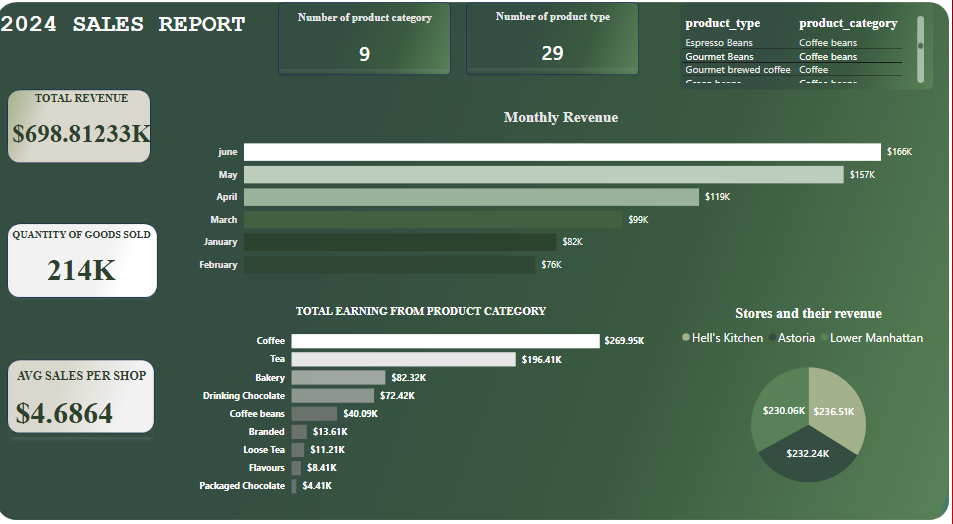 2024 SALES REPORT
Number of product category
9
Number of product type
29
product_type product_category
Espresso Beans Coffee beans
Gourmet Beans Coffee beans
Gourmet brewed coffee Coffee
Green beans Coffee beans
TOTAL REVENUE
$698.81233K
QUANTITY OF GOODS SOLD
214K
AVG SALES PER SHOP
$4.6864
Monthly Revenue
june $166K
May $157K
April $119K
March $99K
January $82K
February $76K
TOTAL EARNING FROM PRODUCT CATEGORY
Coffee $269.95K
Tea $196.41K
Bakery $82.32K
Drinking Chocolate $72.42K
Coffee beans $40.09K
Branded $13.61K
Loose Tea $11.21K
Flavours $8.41K
Packaged Chocolate $4.41K
Stores and their revenue
Hell's Kitchen Astoria Lower Manhattan
$230.06K $236.51K
$232.24K